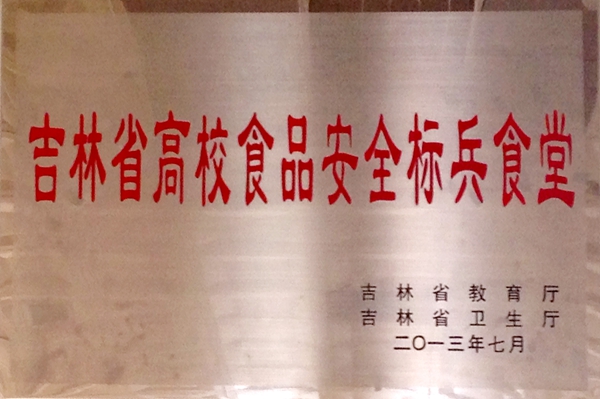 吉林省高校食品安全标兵食堂
吉林省教育厅
吉林省卫生厅
二〇一三年七月